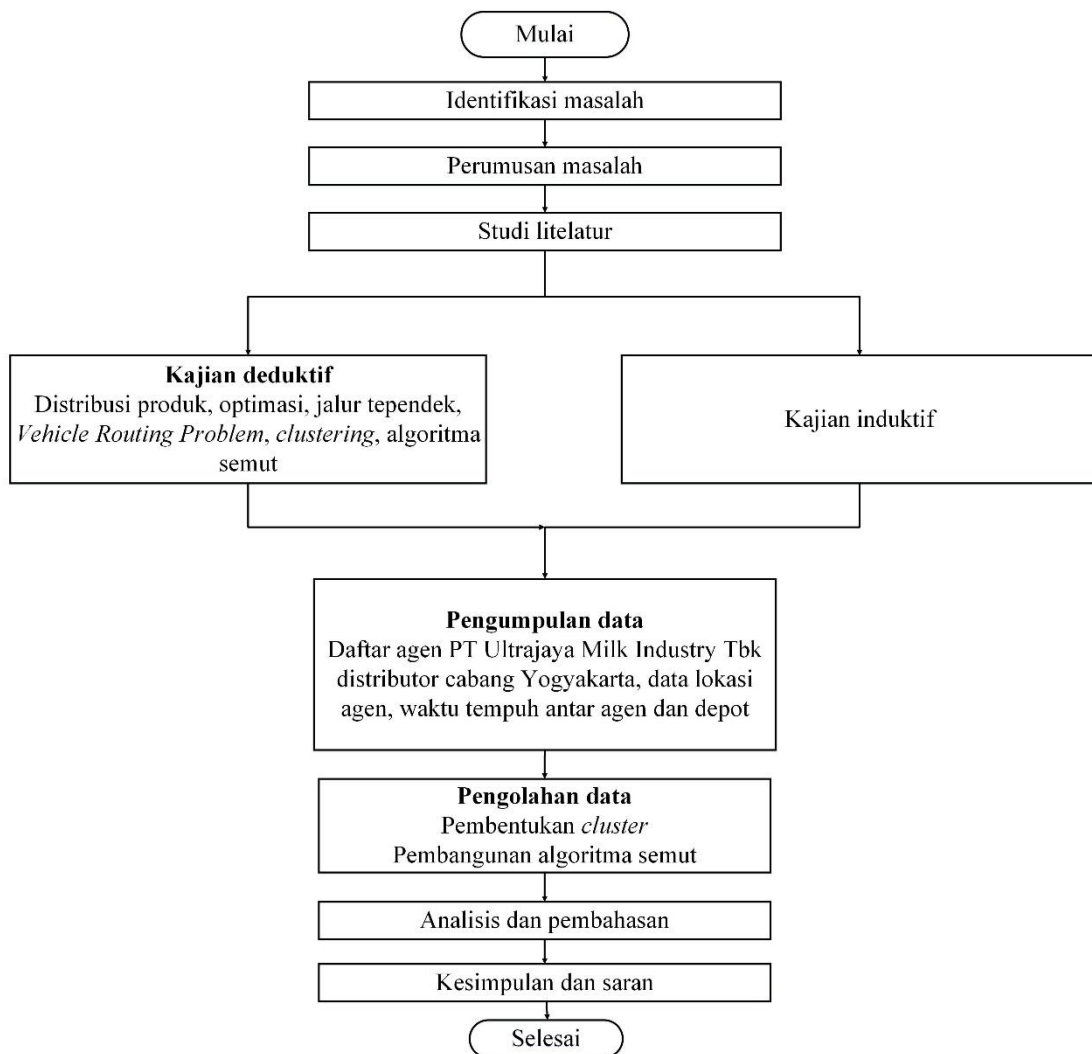 Mulai
Identifikasi masalah
Perumusan masalah
Studi litelatur
Kajian deduktif
Distribusi produk, optimasi, jalur tependek,
Vehicle Routing Problem, clustering, algoritma
semut
Kajian induktif
Pengumpulan data
Daftar agen PT Ultrajaya Milk Industry Tbk
distributor cabang Yogyakarta, data lokasi
agen, waktu tempuh antar agen dan depot
Pengolahan data
Pembentukan cluster
Pembangunan algoritma semut
Analisis dan pembahasan
Kesimpulan dan saran
Selesai